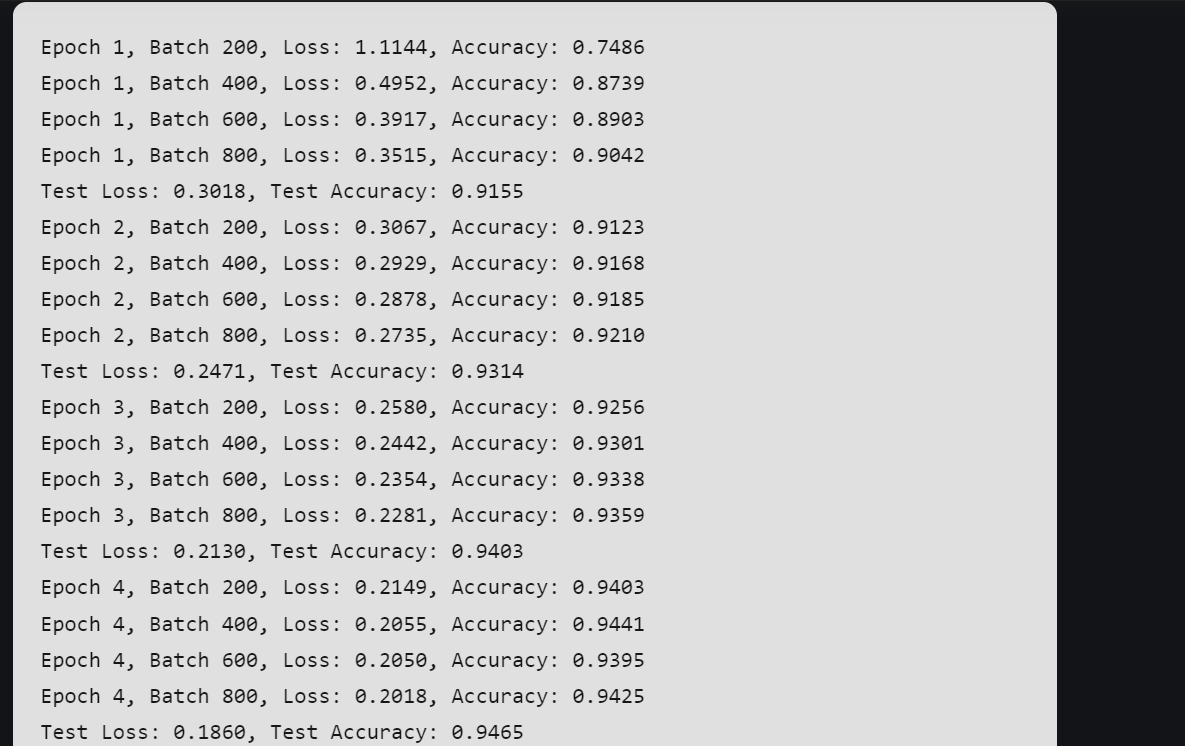 Epoch 1, Batch 200, Loss: 1.1144, Accuracy: 0.7486
Epoch 1, Batch 400, Loss: 0.4952, Accuracy: 0.8739
Epoch 1, Batch 600, Loss: 0.3917, Accuracy: 0.8903
Epoch 1, Batch 800, Loss: 0.3515, Accuracy: 0.9042
Test Loss: 0.3018, Test Accuracy: 0.9155
Epoch 2, Batch 200, Loss: 0.3067, Accuracy: 0.9123
Epoch 2, Batch 400, Loss: 0.2929, Accuracy: 0.9168
Epoch 2, Batch 600, Loss: 0.2878, Accuracy: 0.9185
Epoch 2, Batch 800, Loss: 0.2735, Accuracy: 0.9210
Test Loss: 0.2471, Test Accuracy: 0.9314
Epoch 3, Batch 200, Loss: 0.2580, Accuracy: 0.9256
Epoch 3, Batch 400, Loss: 0.2442, Accuracy: 0.9301
Epoch 3, Batch 600, Loss: 0.2354, Accuracy: 0.9338
Epoch 3, Batch 800, Loss: 0.2281, Accuracy: 0.9359
Test Loss: 0.2130, Test Accuracy: 0.9403
Epoch 4, Batch 200, Loss: 0.2149, Accuracy: 0.9403
Epoch 4, Batch 400, Loss: 0.2055, Accuracy: 0.9441
Epoch 4, Batch 600, Loss: 0.2050, Accuracy: 0.9395
Epoch 4, Batch 800, Loss: 0.2018, Accuracy: 0.9425
Test Loss: 0.1860, Test Accuracy: 0.9465